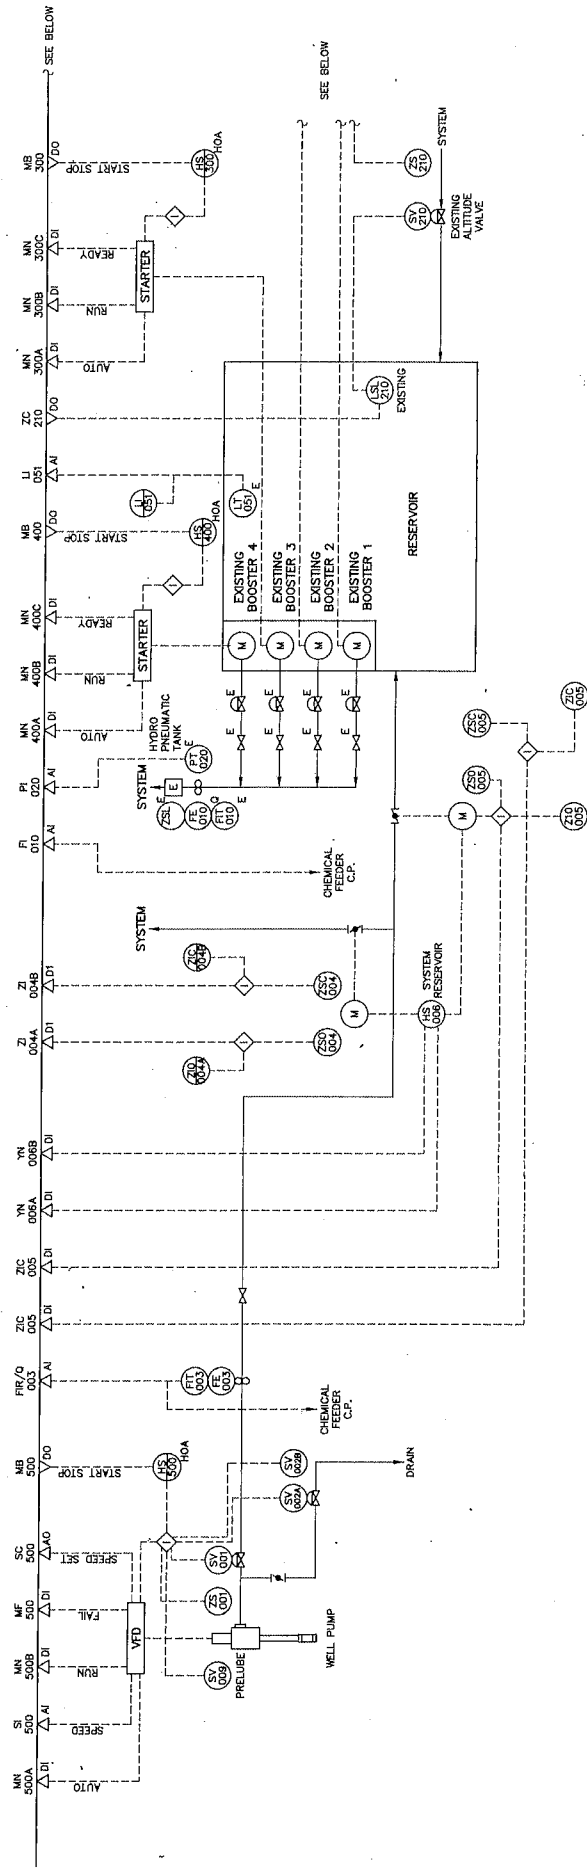 MN
500A
DI
AUTO
SI
500
AI
SPEED
MN
500B
DI
RUN
MF
500
DI
FAIL
SC
500
AO
SPEED SET
MB
500
DO
START STOP
FIR/Q
003
AI
ZIC
005
DI
ZIC
005
DI
YN
006A
DI
YN
006B
DI
ZI
004A
DI
ZI
004B
DI
FI
010
AI
PI
020
AI
MN
400A
DI
AUTO
MN
400B
DI
RUN
MN
400C
DI
READY
MB
400
DO
START STOP
LI
051
AI
ZC
210
DO
MN
300A
DI
AUTO
MN
300B
DI
RUN
MN
300C
DI
READY
MB
300
DO
START STOP
SEE BELOW
VFD
HS
500
HOA
I
SV
009
PRELUBE
ZS
001
SV
001
SV
002A
SV
002B
WELL PUMP
DRAIN
FIT
003
FE
003
CHEMICAL
FEEDER
C.P.
ZIO
004A
I
ZSO
004
ZIC
004B
I
ZSC
004
M
HS
006
SYSTEM
RESERVOIR
SYSTEM
CHEMICAL
FEEDER
C.P.
M
ZSO
005
I
ZIO
005
ZSC
005
I
ZIC
005
SYSTEM
HYDRO
PNEUMATIC
TANK
PT
020
E
E
ZSL
E
FE
010
FIT
010
Q
E
STARTER
I
HS
400
HOA
LI
051
LT
051
E
E
E
E
E
E
E
E
E
M
M
M
M
EXISTING
BOOSTER 4
EXISTING
BOOSTER 3
EXISTING
BOOSTER 2
EXISTING
BOOSTER 1
RESERVOIR
LSL
210
EXISTING
STARTER
I
HS
300
HOA
SV
210
EXISTING
ALTITUDE
VALVE
ZS
210
SYSTEM
SEE BELOW